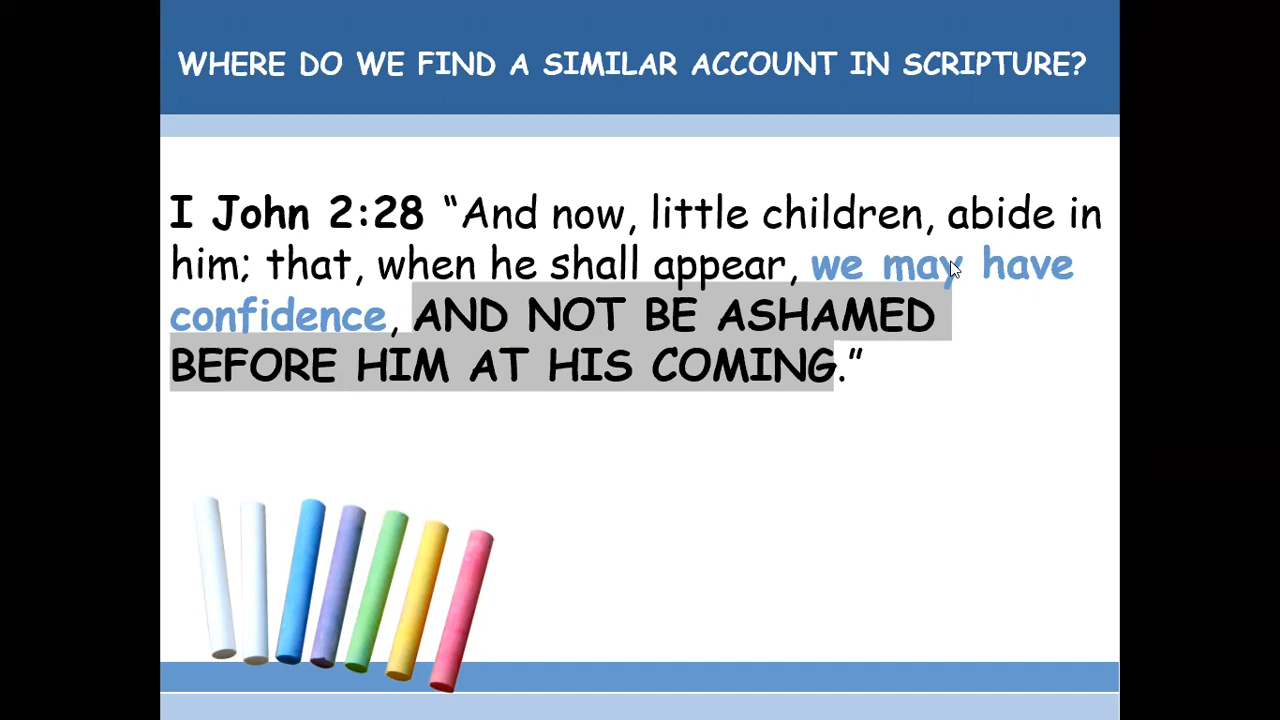 WHERE DO WE FIND A SIMILAR ACCOUNT IN SCRIPTURE?
I John 2:28 “And now, little children, abide in
him; that, when he shall appear, we may have
confidence, AND NOT BE ASHAMED
BEFORE HIM AT HIS COMING.”